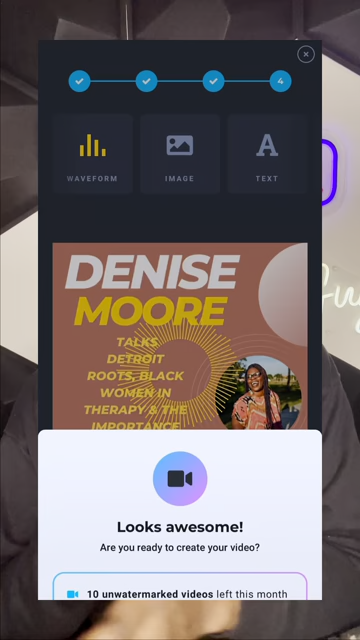 4
WAVEFORM
IMAGE
A
TEXT
DENISE
MOORE
TALKS
DETROIT
ROOTS, BLACK
WOMEN IN
THERAPY & THE
IMPORTANCE
Looks awesome!
Are you ready to create your video?
10 unwatermarked videos left this month